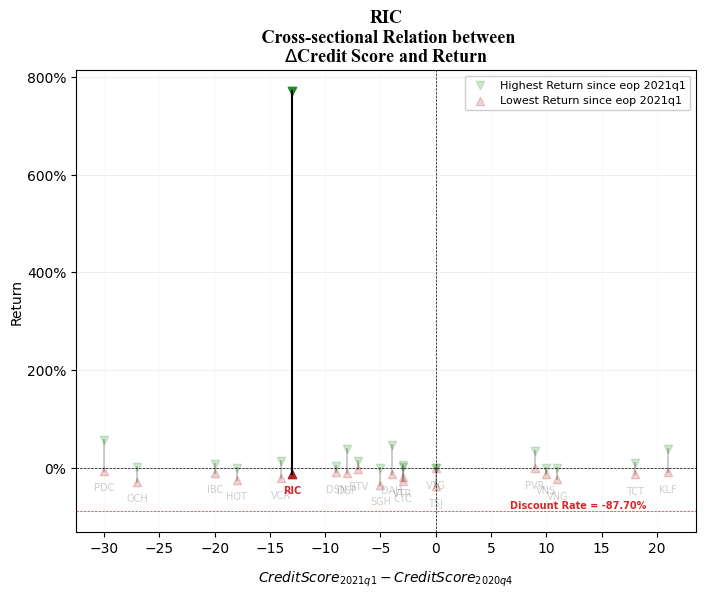 RIC
Cross-sectional Relation between
ΔCredit Score and Return
Highest Return since eop 2021q1
Lowest Return since eop 2021q1
Return
800%
600%
400%
200%
0%
PDC
OCH
IBC
HOT
VCR
RIC
DSN
DST
BTV
SGH
DAH
VTR
CTC
VRG
TSJ
PVR
VNS
VNG
TCT
KLF
Discount Rate = -87.70%
−30
−25
−20
−15
−10
−5
0
5
10
15
20
CreditScore2021q1 − CreditScore2020q4